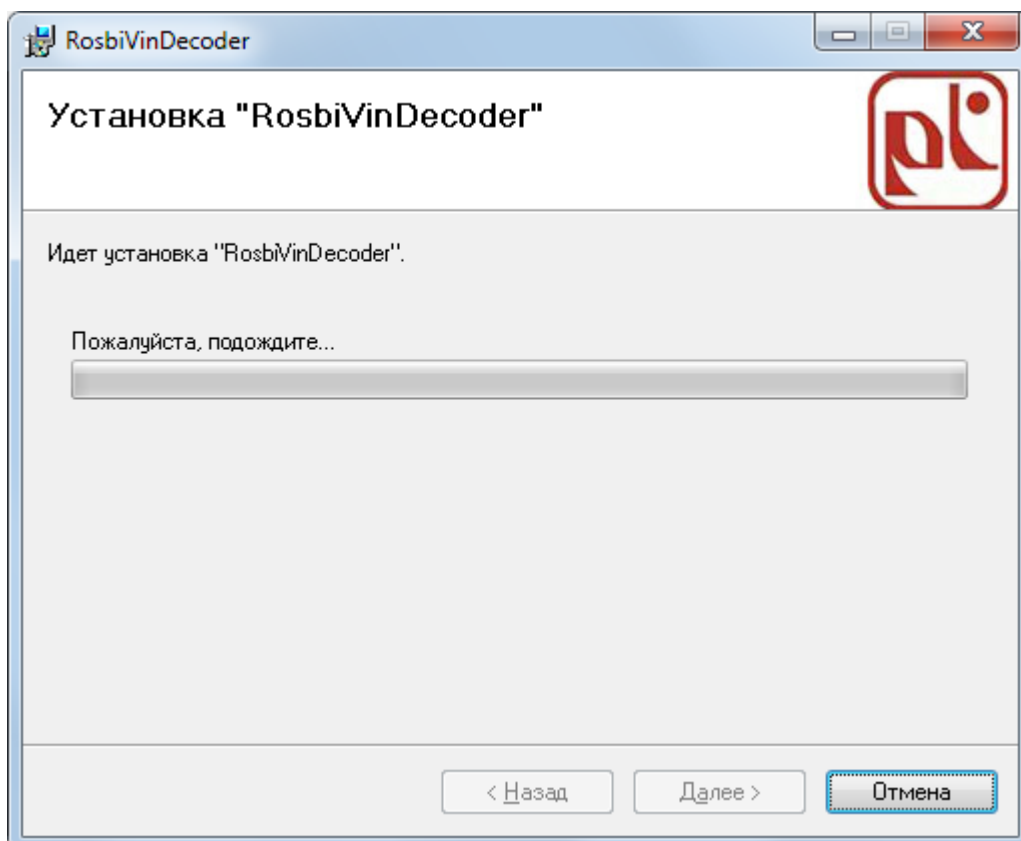 RosbiVinDecoder
Установка "RosbiVinDecoder"
Идет установка "RosbiVinDecoder".
Пожалуйста, подождите...
< Назад
Далее >
Отмена